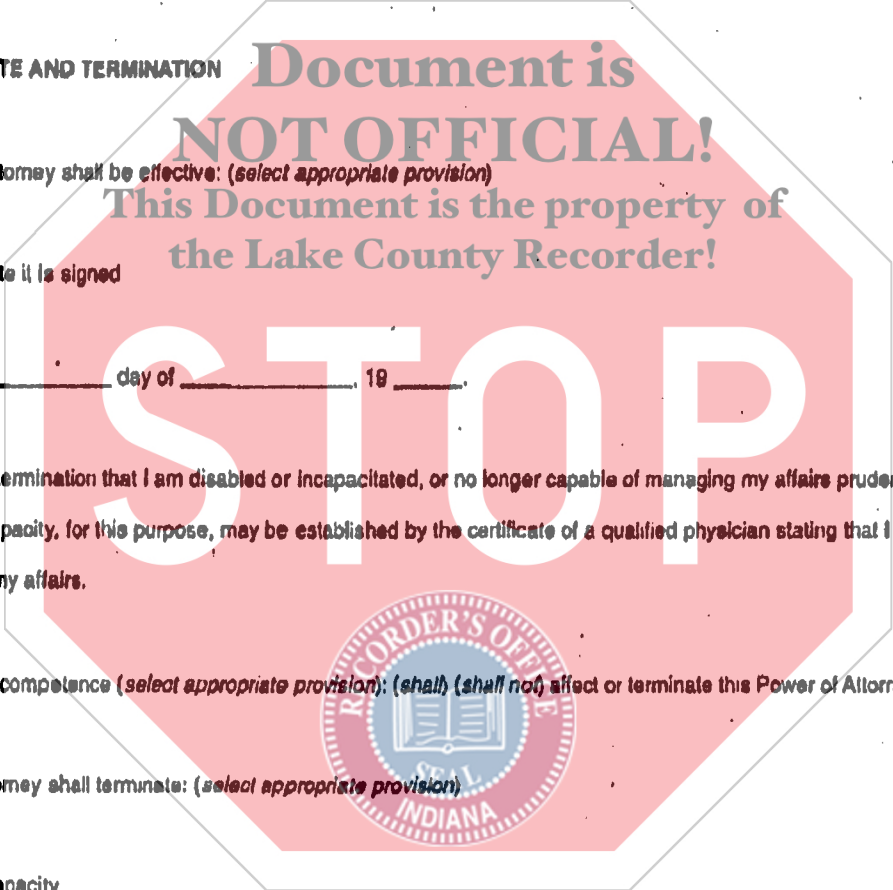 Document is
TE AND TERMINATION
NOT OFFICIAL!
torney shall be effective: (select appropriate provision)
This Document is the property of
the Lake County Recorder!
te it is signed
STOP
day of , 19 .
ermination that I am disabled or incapacitated, or no longer capable of managing my affairs pruden
pacity, for this purpose, may be established by the certificate of a qualified physician stating that I
ny affairs.
RECORDER'S OFFICE
competence (select appropriate provision): (shall) (shall not) affect or terminate this Power of Attorn
SEAL
rney shall terminate: (select appropriate provision)
INDIANA
apacity